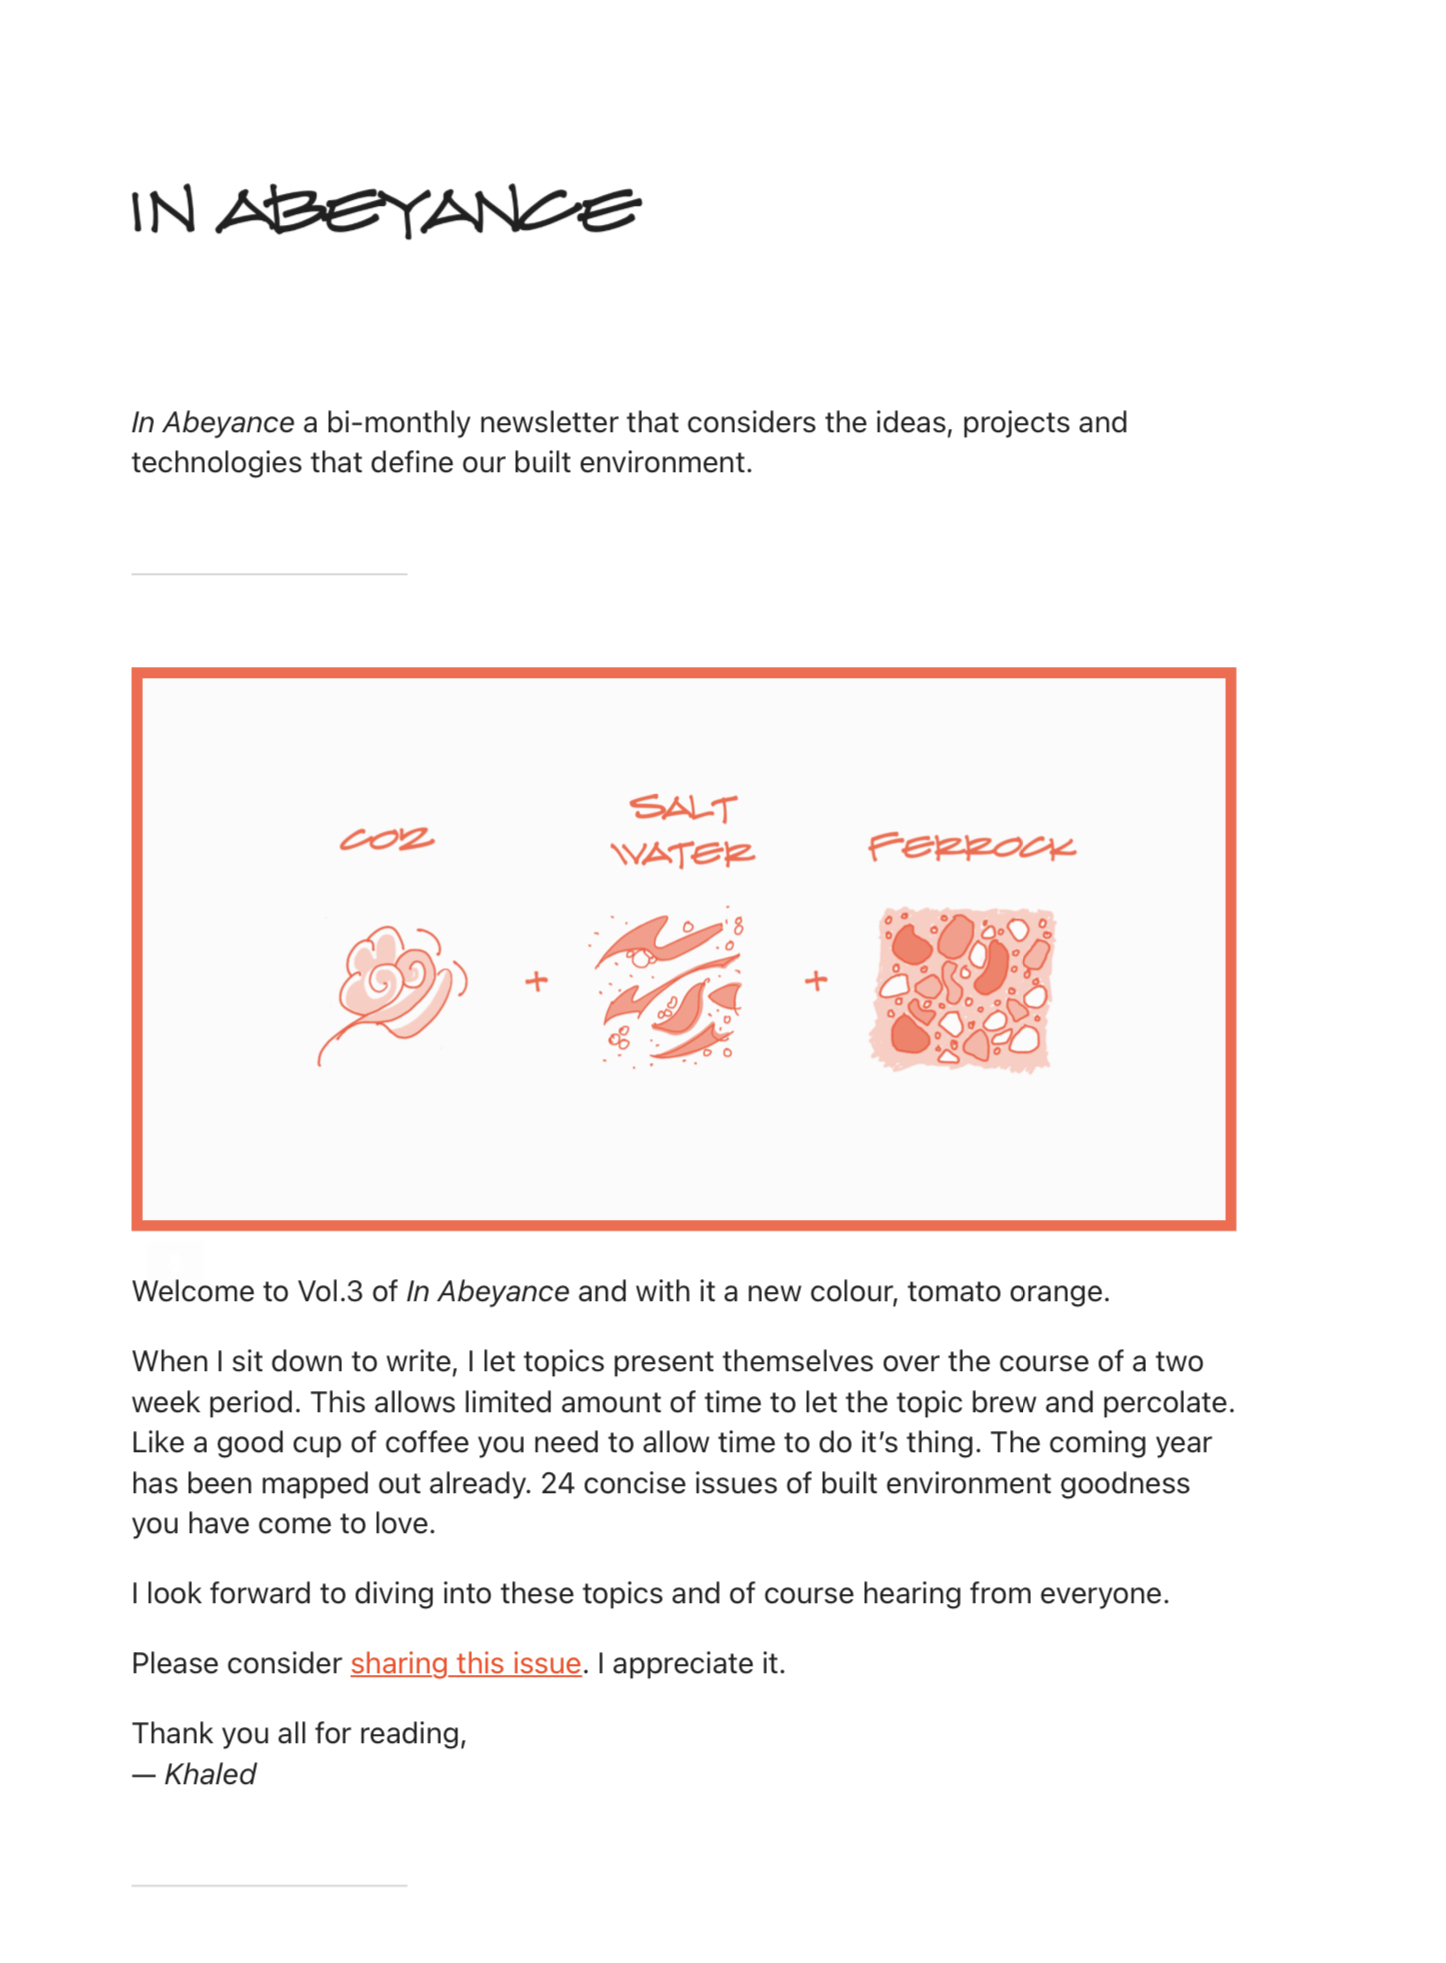 IN ABEYANCE
In Abeyance a bi-monthly newsletter that considers the ideas, projects and
technologies that define our built environment.
CO2
SALT
WATER
FERROCK
+
+
Welcome to Vol.3 of In Abeyance and with it a new colour, tomato orange.
When I sit down to write, I let topics present themselves over the course of a two
week period. This allows limited amount of time to let the topic brew and percolate.
Like a good cup of coffee you need to allow time to do it’s thing. The coming year
has been mapped out already. 24 concise issues of built environment goodness
you have come to love.
I look forward to diving into these topics and of course hearing from everyone.
Please consider sharing this issue. I appreciate it.
Thank you all for reading,
— Khaled